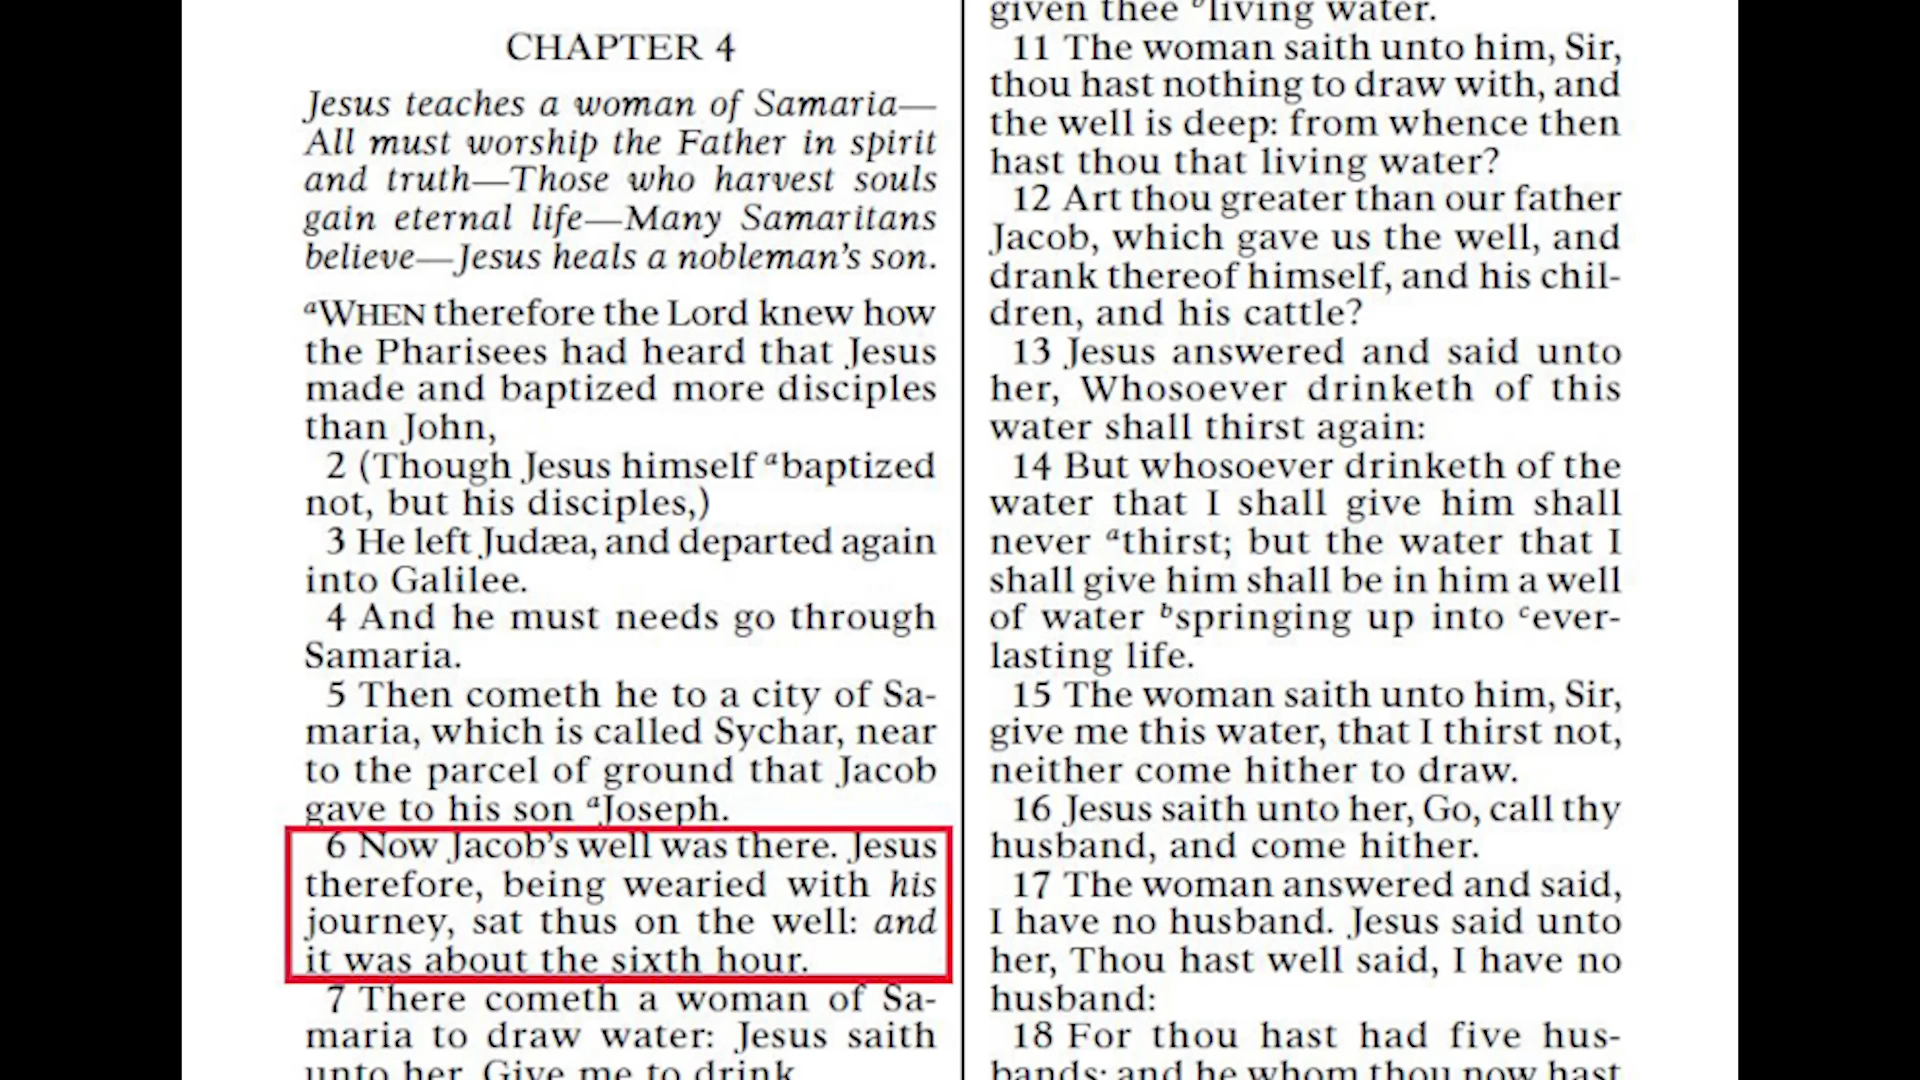 CHAPTER 4
Jesus teaches a woman of Samaria—
All must worship the Father in spirit
and truth—Those who harvest souls
gain eternal life—Many Samaritans
believe—Jesus heals a nobleman's son.
aWHEN therefore the Lord knew how
the Pharisees had heard that Jesus
made and baptized more disciples
than John,
2 (Though Jesus himself abaptized
not, but his disciples,)
3 He left Judæa, and departed again
into Galilee.
4 And he must needs go through
Samaria.
5 Then cometh he to a city of Sa-
maria, which is called Sychar, near
to the parcel of ground that Jacob
gave to his son aJoseph.
6 Now Jacob's well was there. Jesus
therefore, being wearied with his
journey, sat thus on the well: and
it was about the sixth hour.
7 There cometh a woman of Sa-
maria to draw water: Jesus saith
unto her, Give me to drink.
given thee bliving water.
11 The woman saith unto him, Sir,
thou hast nothing to draw with, and
the well is deep: from whence then
hast thou that living water?
12 Art thou greater than our father
Jacob, which gave us the well, and
drank thereof himself, and his chil-
dren, and his cattle?
13 Jesus answered and said unto
her, Whosoever drinketh of this
water shall thirst again:
14 But whosoever drinketh of the
water that I shall give him shall
never athirst; but the water that I
shall give him shall be in him a well
of water bspringing up into cever-
lasting life.
15 The woman saith unto him, Sir,
give me this water, that I thirst not,
neither come hither to draw.
16 Jesus saith unto her, Go, call thy
husband, and come hither.
17 The woman answered and said,
I have no husband. Jesus said unto
her, Thou hast well said, I have no
husband:
18 For thou hast had five hus-
bands; and he whom thou now hast